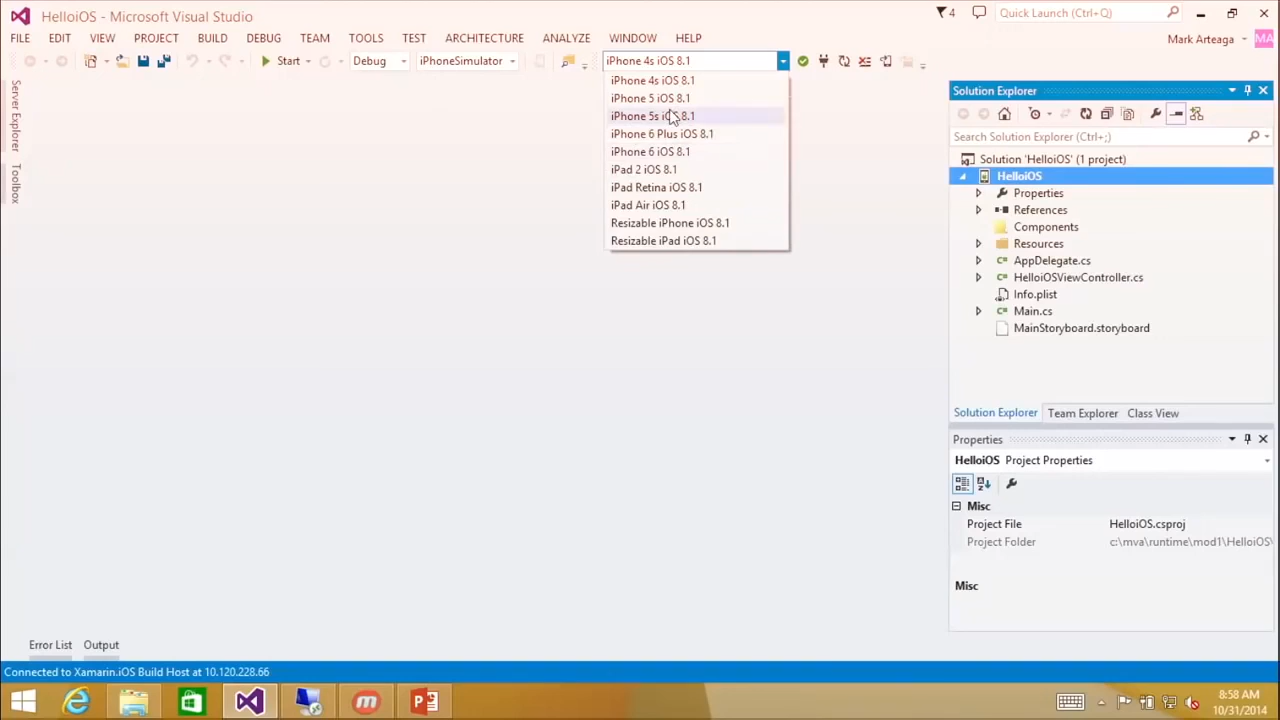 HelloiOS - Microsoft Visual Studio
4
Quick Launch (Ctrl+Q)
FILE EDIT VIEW PROJECT BUILD DEBUG TEAM TOOLS TEST ARCHITECTURE ANALYZE WINDOW HELP
Mark Arteaga MA
Start Debug iPhoneSimulator iPhone 4s iOS 8.1
iPhone 4s iOS 8.1
iPhone 5 iOS 8.1
iPhone 5s iOS 8.1
iPhone 6 Plus iOS 8.1
iPhone 6 iOS 8.1
iPad 2 iOS 8.1
iPad Retina iOS 8.1
iPad Air iOS 8.1
Resizable iPhone iOS 8.1
Resizable iPad iOS 8.1
Server Explorer
Toolbox
Solution Explorer
Search Solution Explorer (Ctrl+;)
Solution 'HelloiOS' (1 project)
HelloiOS
Properties
References
Components
Resources
AppDelegate.cs
HelloiOSViewController.cs
Info.plist
Main.cs
MainStoryboard.storyboard
Solution Explorer Team Explorer Class View
Properties
HelloiOS Project Properties
Misc
Project File HelloiOS.csproj
Project Folder c:\mva\runtime\mod1\HelloiOS\
Misc
Error List Output
Connected to Xamarin.iOS Build Host at 10.120.228.66
8:58 AM
10/31/2014